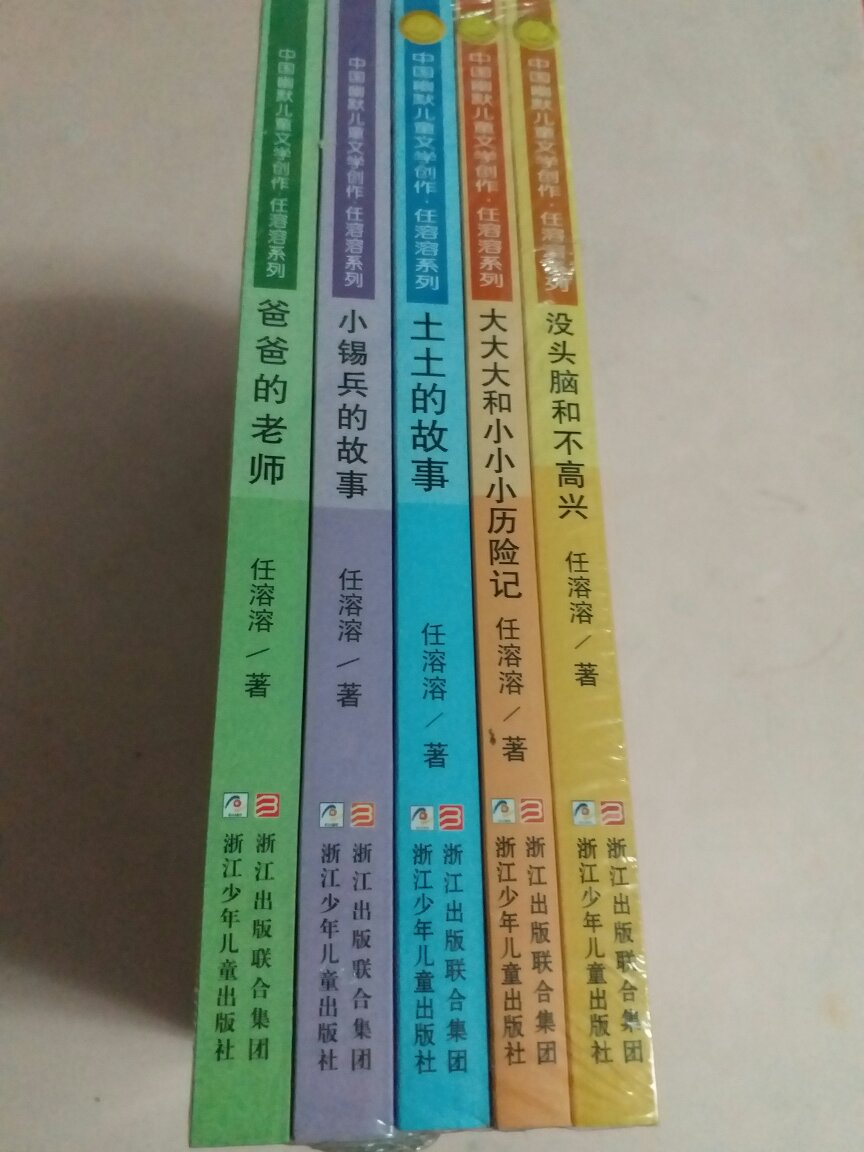 中国幽默儿童文学创作 任溶溶系列
爸爸的老师
任溶溶/著
浙江出版联合集团
浙江少年儿童出版社
中国幽默儿童文学创作 任溶溶系列
小锡兵的故事
任溶溶/著
浙江出版联合集团
浙江少年儿童出版社
中国幽默儿童文学创作·任溶溶系列
土土的故事
任溶溶/著
浙江出版联合集团
浙江少年儿童出版社
中国幽默儿童文学创作·任溶溶系列
大大大和小小小历险记
任溶溶/著
浙江出版联合集团
浙江少年儿童出版社
中国幽默儿童文学创作·任溶溶系列
没头脑和不高兴
任溶溶/著
浙江出版联合集团
浙江少年儿童出版社